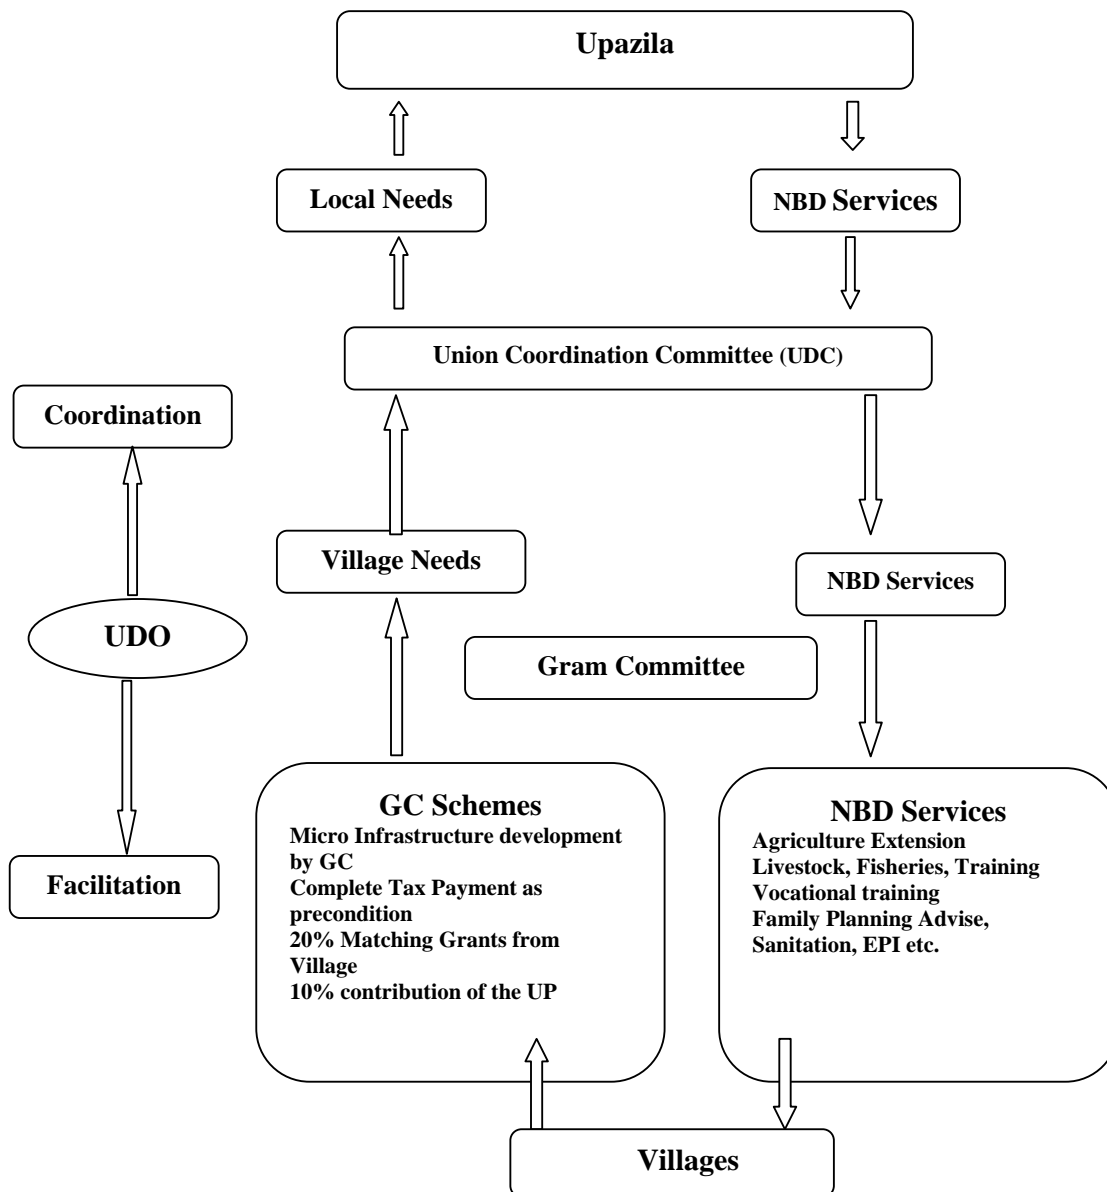 Upazila
Local Needs
NBD Services
Union Coordination Committee (UDC)
Coordination
Village Needs
NBD Services
UDO
Gram Committee
GC Schemes
Micro Infrastructure development
by GC
Complete Tax Payment as
precondition
20% Matching Grants from
Village
10% contribution of the UP
NBD Services
Agriculture Extension
Livestock, Fisheries, Training
Vocational training
Family Planning Advise,
Sanitation, EPI etc.
Facilitation
Villages